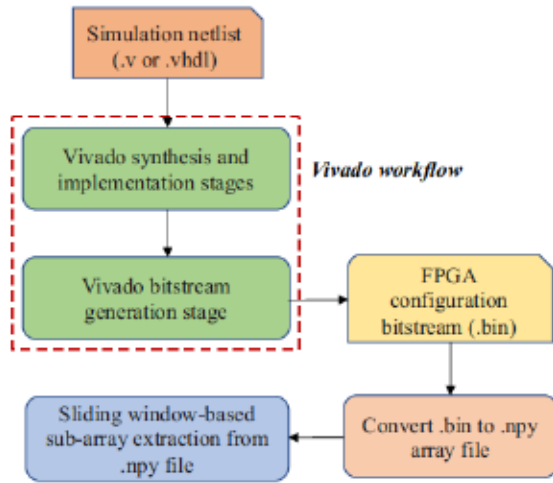 Simulation netlist
(.v or .vhdl)
Vivado synthesis and
implementation stages
Vivado workflow
Vivado bitstream
generation stage
FPGA
configuration
bitstream (.bin)
Sliding window-based
sub-array extraction from
.npy file
Convert .bin to .npy
array file